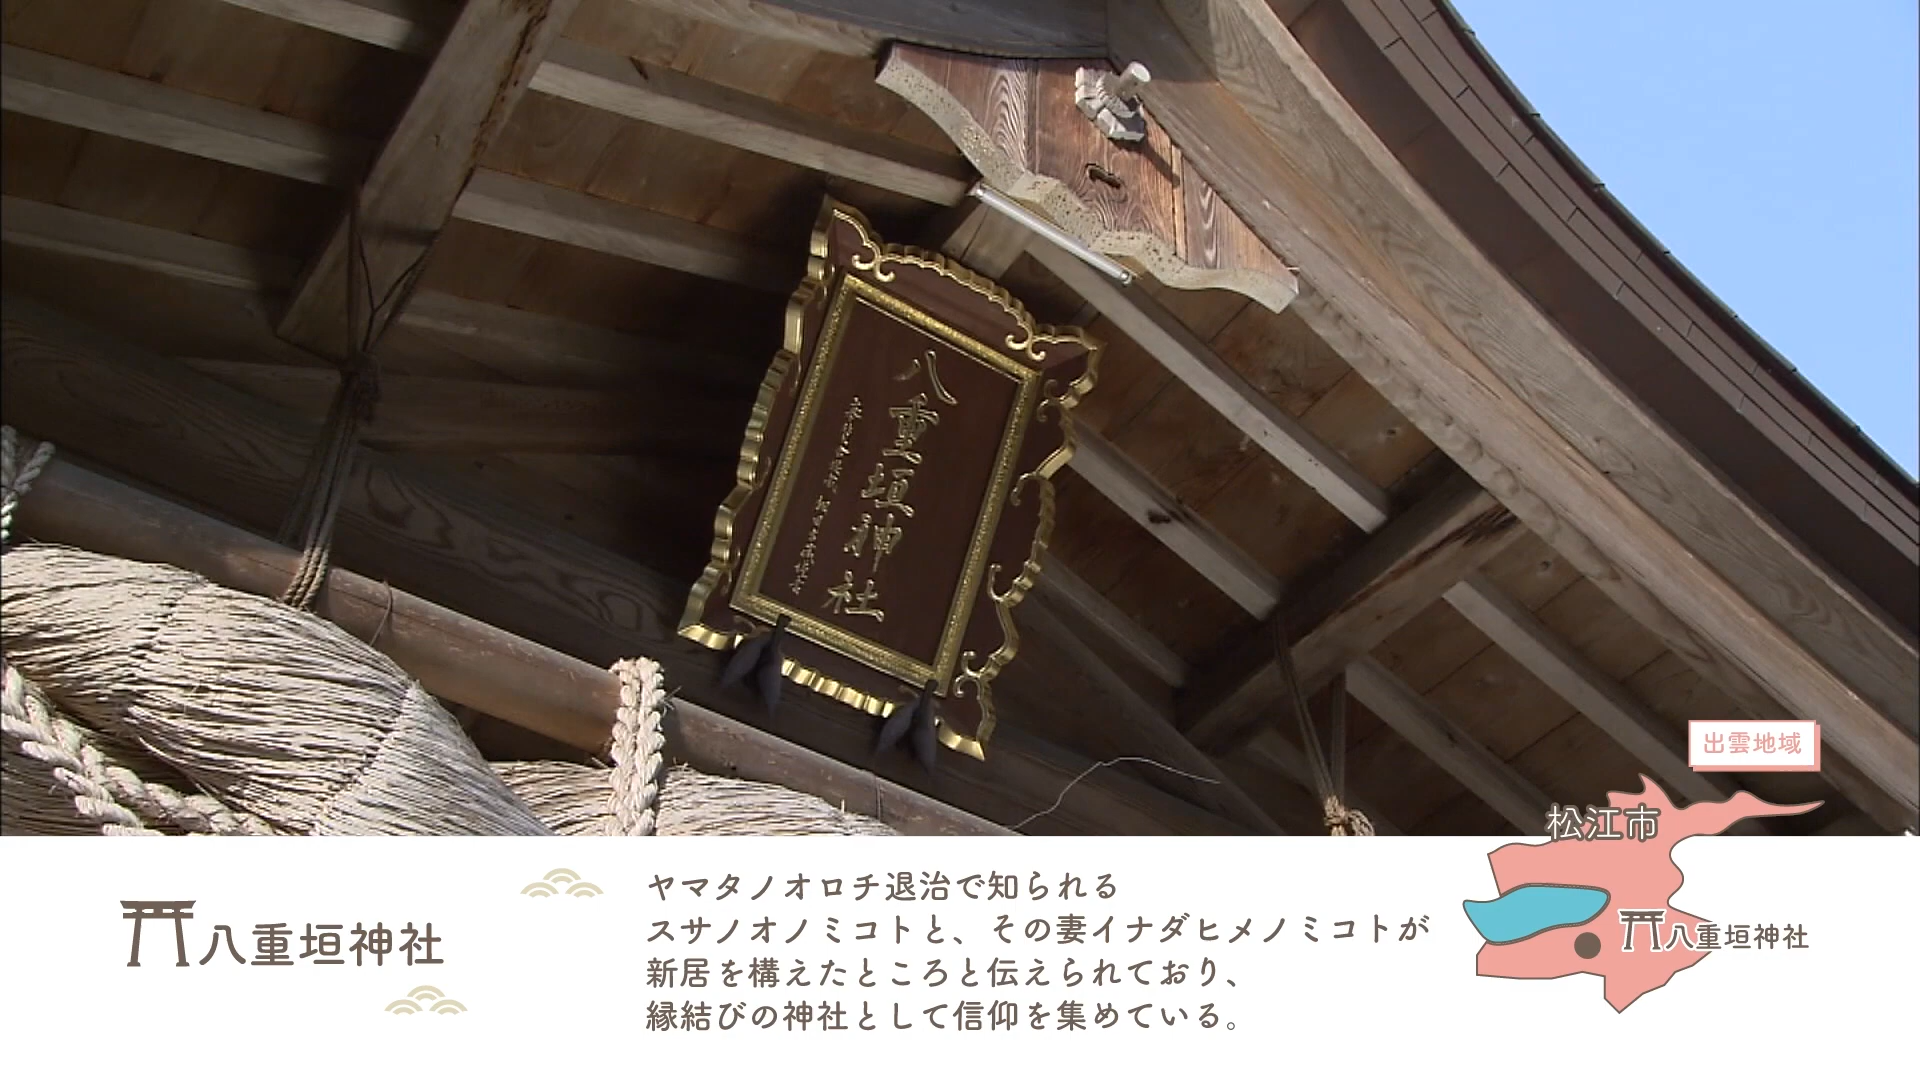 八重垣神社
出雲地域
松江市
八重垣神社
八重垣神社
ヤマタノオロチ退治で知られる
スサノオノミコトと、その妻イナダヒメノミコトが
新居を構えたところと伝えられており、
縁結びの神社として信仰を集めている。